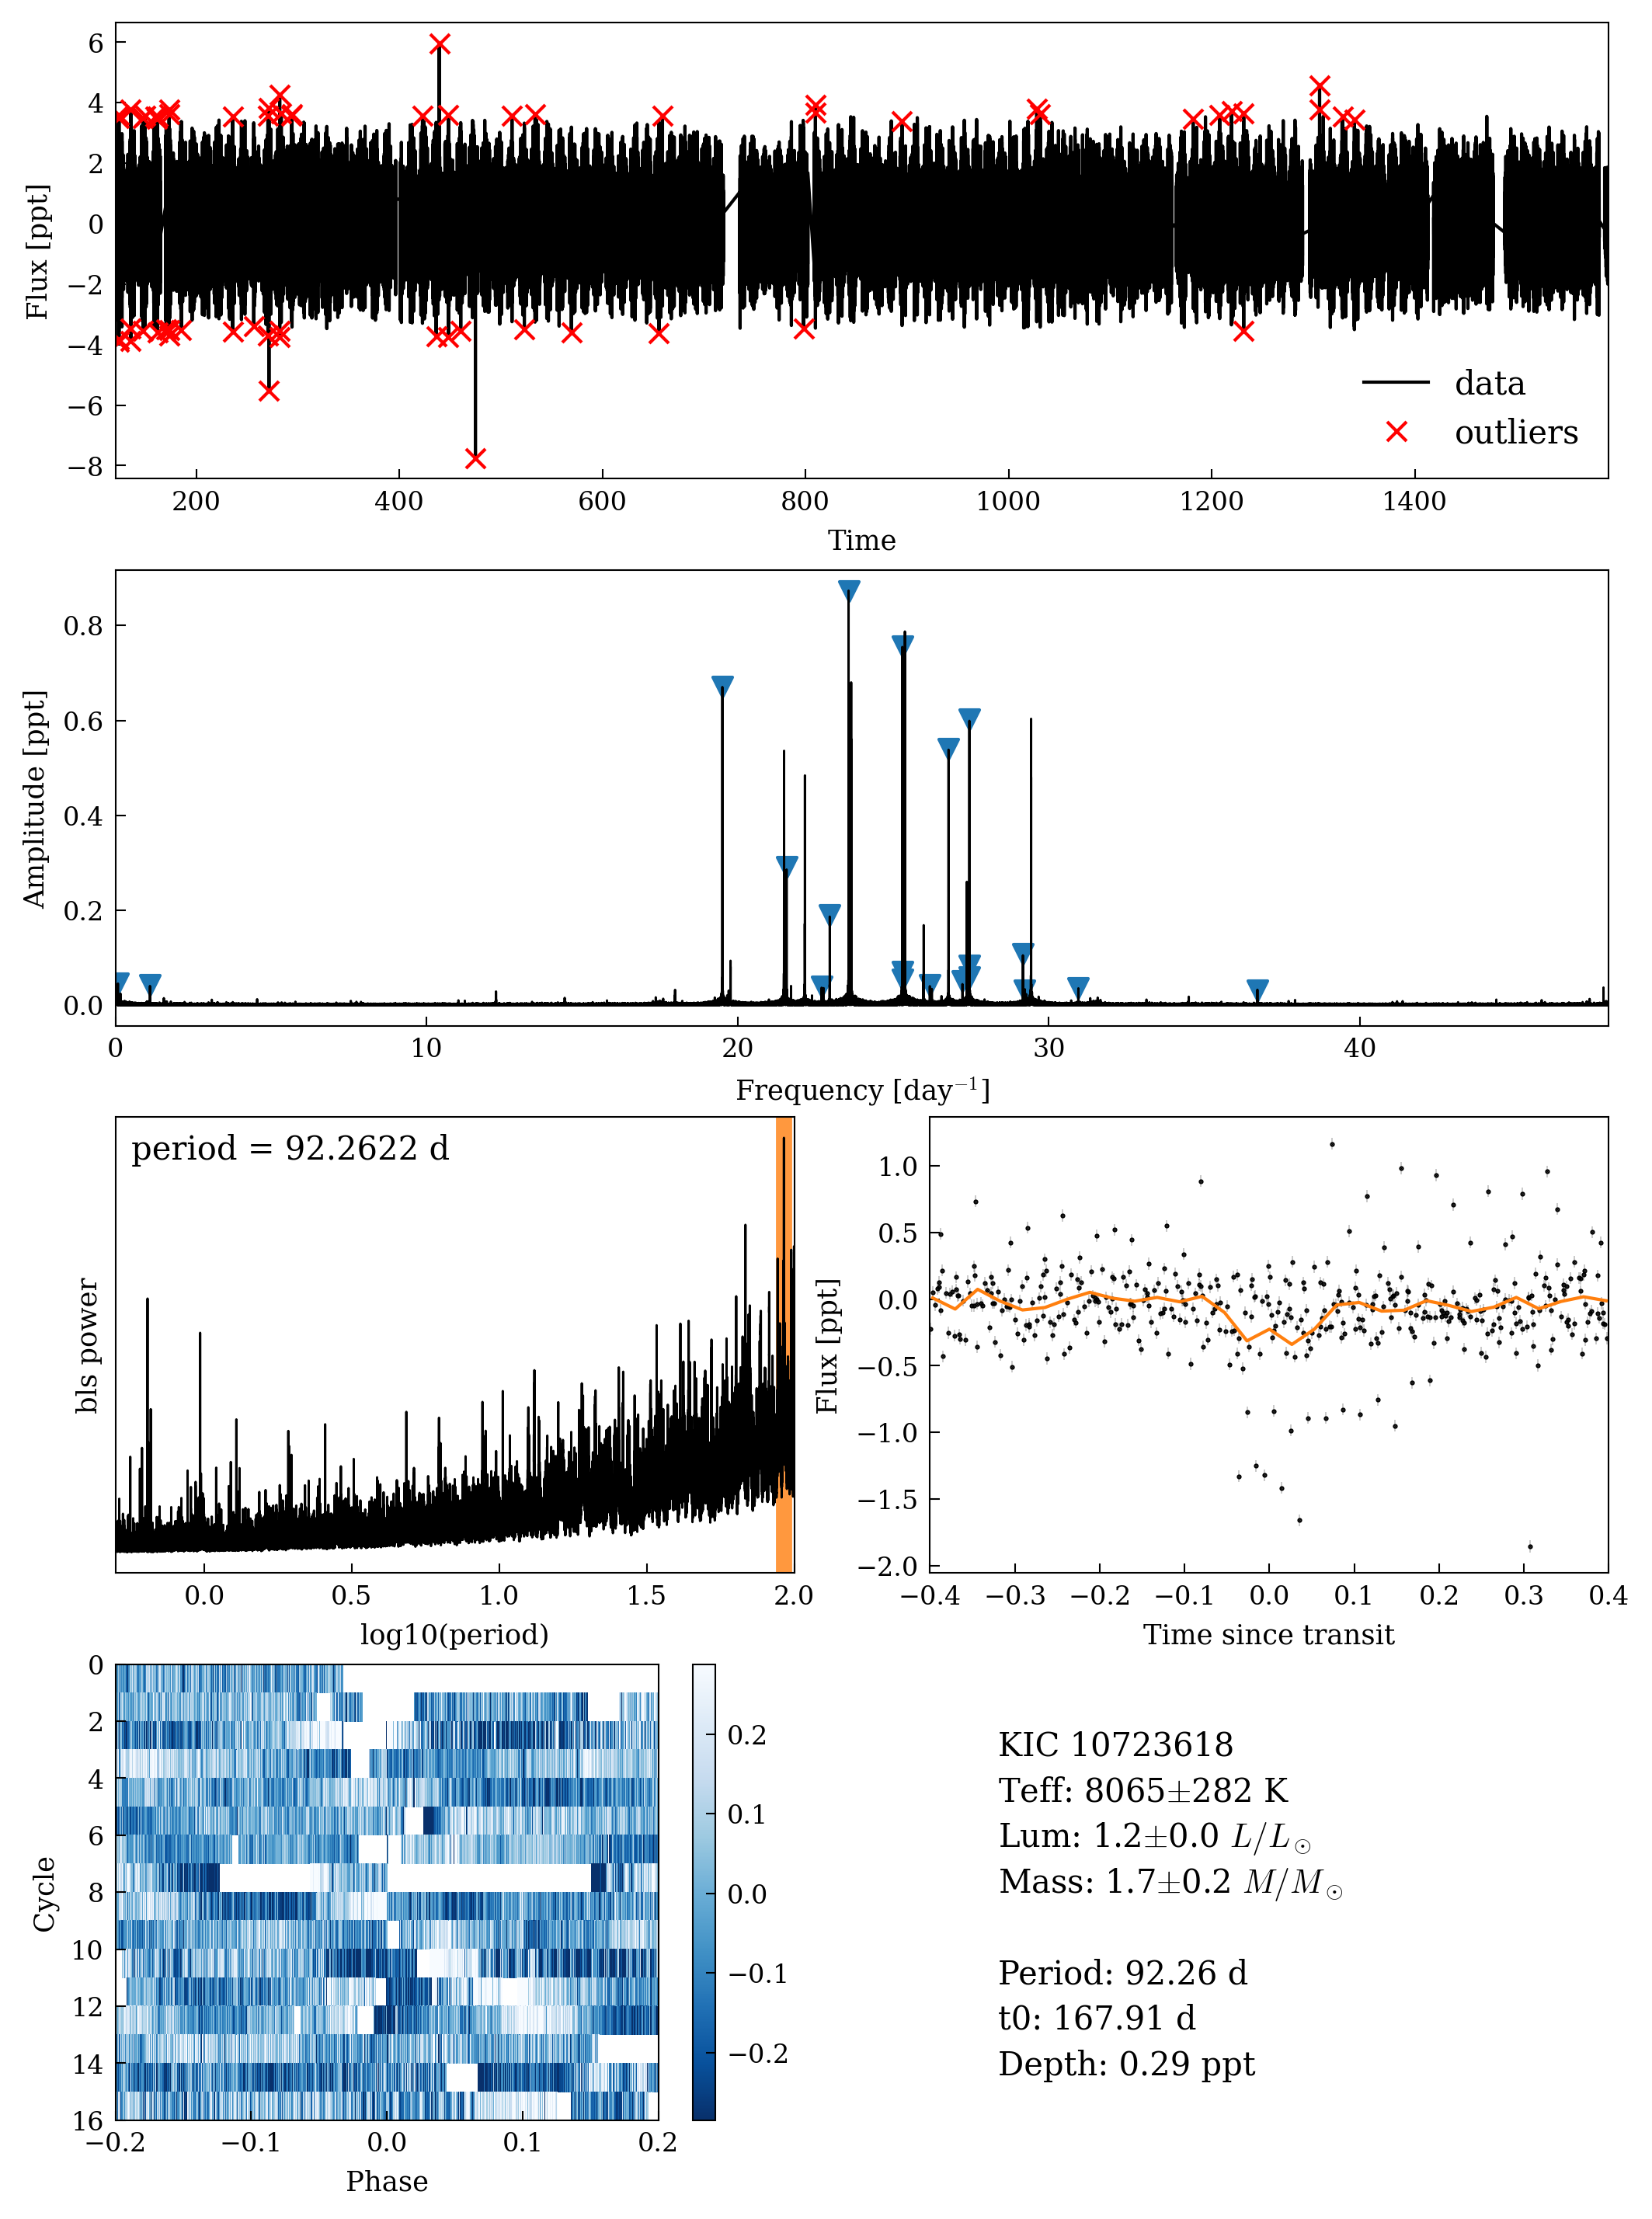 6
4
2
0
−2
−4
−6
−8
Flux [ppt]
data
outliers
200 400 600 800 1000 1200 1400
Time
0.8
0.6
0.4
0.2
0.0
Amplitude [ppt]
0 10 20 30 40
Frequency [day⁻¹]
period = 92.2622 d
bls power
0.0 0.5 1.0 1.5 2.0
log10(period)
1.0
0.5
0.0
−0.5
−1.0
−1.5
−2.0
Flux [ppt]
−0.4 −0.3 −0.2 −0.1 0.0 0.1 0.2 0.3 0.4
Time since transit
0
2
4
6
8
10
12
14
16
Cycle
−0.2 −0.1 0.0 0.1 0.2
Phase
0.2
0.1
0.0
−0.1
−0.2
KIC 10723618
Teff: 8065±282 K
Lum: 1.2±0.0 L/L⊙
Mass: 1.7±0.2 M/M⊙
Period: 92.26 d
t0: 167.91 d
Depth: 0.29 ppt